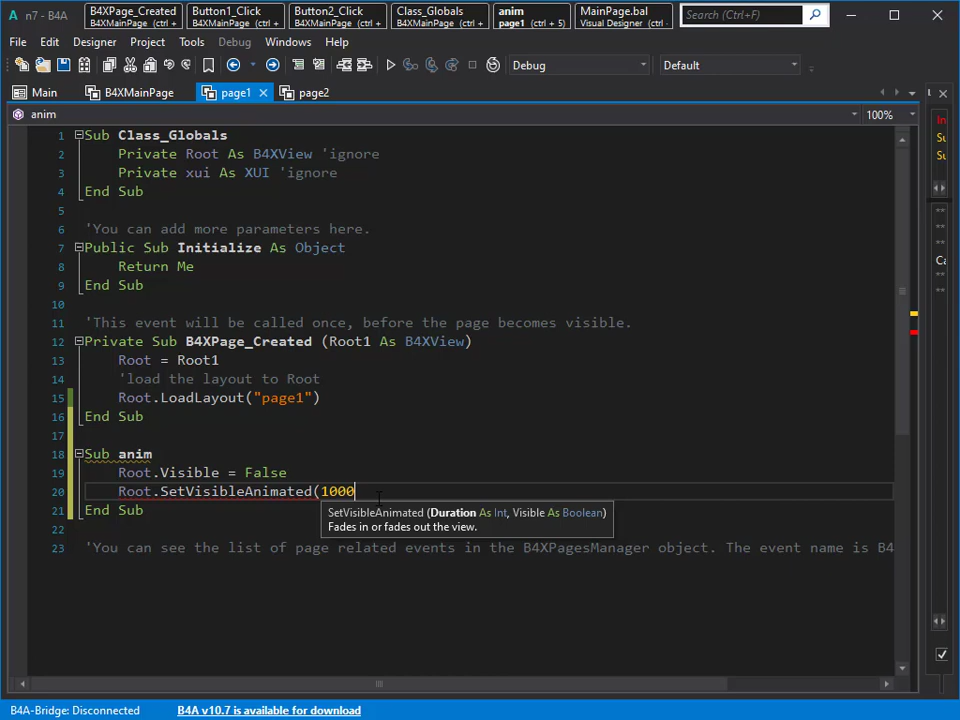 A n7 - B4A
B4XPage_Created
B4XMainPage (ctrl +
Button1_Click
B4XMainPage (ctrl +
Button2_Click
B4XMainPage (ctrl +
Class_Globals
B4XMainPage (ctrl +
anim
page1 (ctrl + 5)
MainPage.bal
Visual Designer (ctrl
Search (Ctrl+F)
File Edit Designer Project Tools Debug Windows Help
Debug
Default
Main B4XMainPage page1 page2
anim
100%
1 Sub Class_Globals
2 Private Root As B4XView 'ignore
3 Private xui As XUI 'ignore
4 End Sub
5
6 'You can add more parameters here.
7 Public Sub Initialize As Object
8 Return Me
9 End Sub
10
11 'This event will be called once, before the page becomes visible.
12 Private Sub B4XPage_Created (Root1 As B4XView)
13 Root = Root1
14 'load the layout to Root
15 Root.LoadLayout("page1")
16 End Sub
17
18 Sub anim
19 Root.Visible = False
20 Root.SetVisibleAnimated(1000
21 End Sub
SetVisibleAnimated (Duration As Int, Visible As Boolean)
Fades in or fades out the view.
22
23 'You can see the list of page related events in the B4XPagesManager object. The event name is B4
B4A-Bridge: Disconnected
B4A v10.7 is available for download